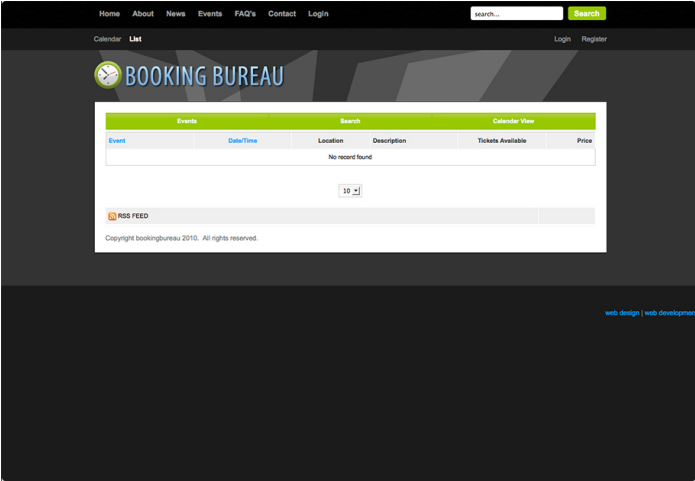 Home About News Events FAQ's Contact Login search... Search
Calendar List Login Register
BOOKING BUREAU
Events Search Calendar View
Event Date/Time Location Description Tickets Available Price
No record found
10
RSS FEED
Copyright bookingbureau 2010. All rights reserved.
web design | web developmen